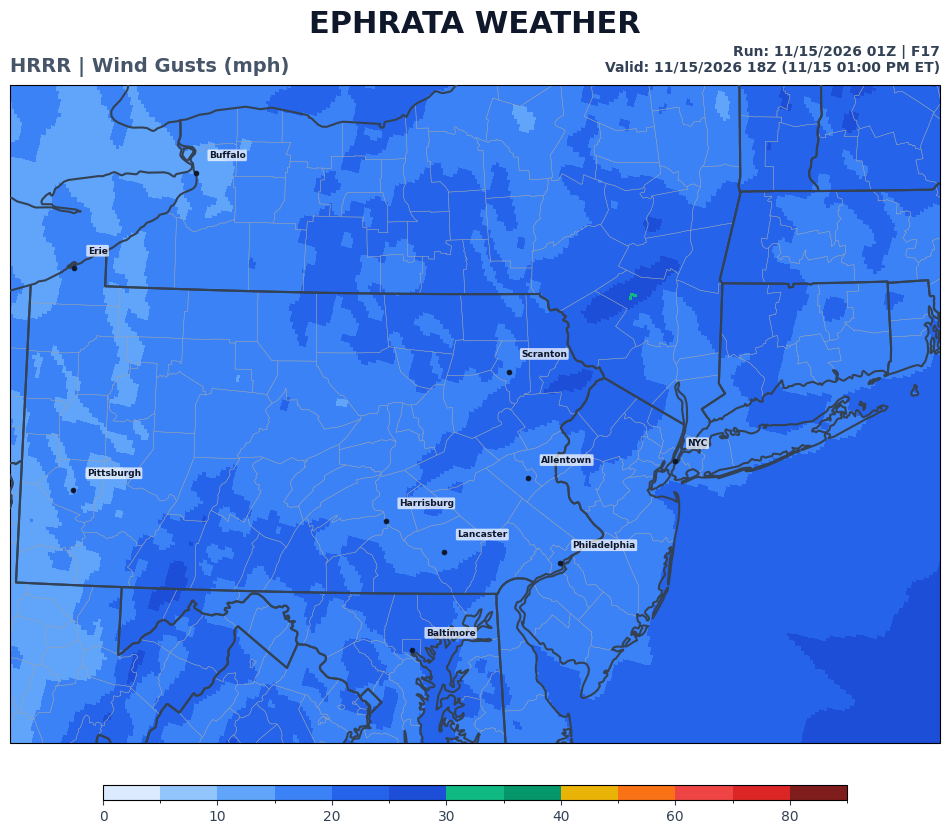 EPHRATA WEATHER
HRRR | Wind Gusts (mph)
Run: 11/15/2026 01Z | F17
Valid: 11/15/2026 18Z (11/15 01:00 PM ET)
Buffalo
Erie
Scranton
NYC
Allentown
Pittsburgh
Harrisburg
Lancaster
Philadelphia
Baltimore
0 10 20 30 40 60 80